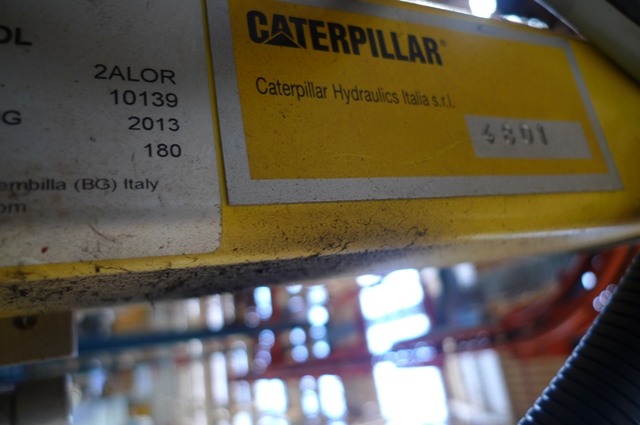 OL
2ALOR
10139
G 2013
180
embilla (BG) Italy
om
CATERPILLAR®
Caterpillar Hydraulics Italia s.r.l.